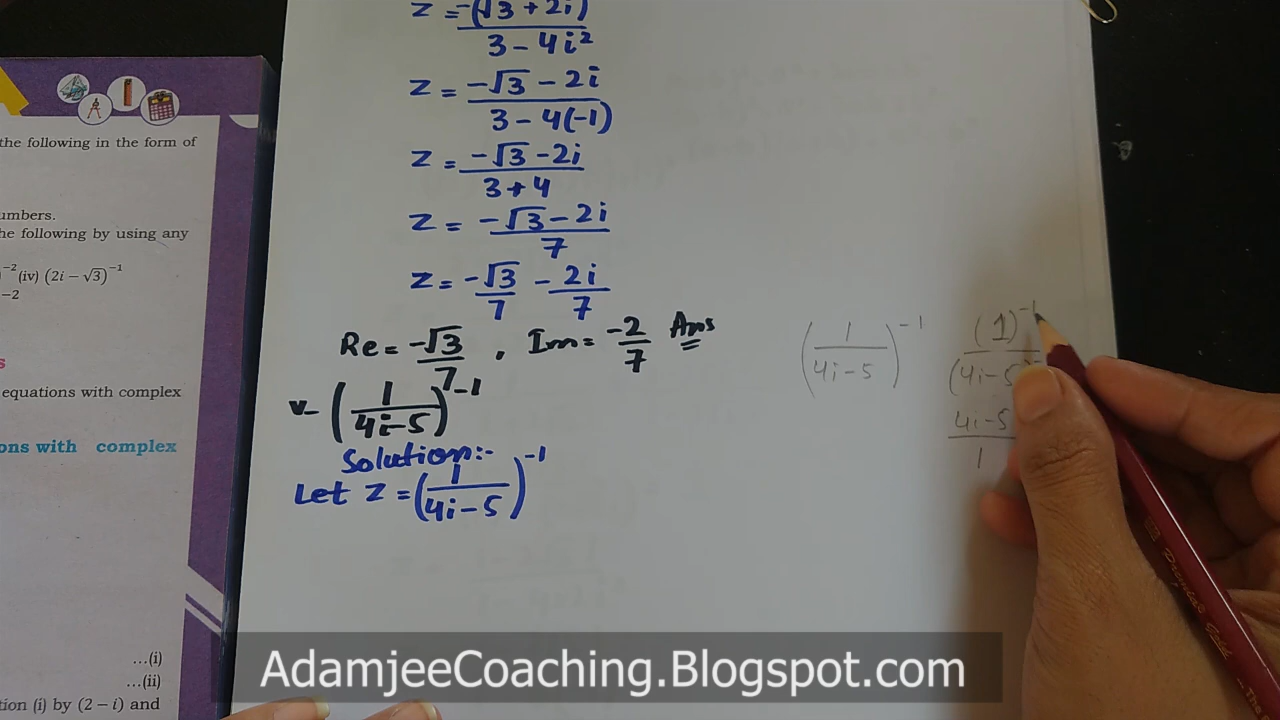 z = -(√3 + 2i) / 3 - 4i²
z = -√3 - 2i / 3 - 4(-1)
z = -√3 - 2i / 3 + 4
z = -√3 - 2i / 7
z = -√3/7 - 2i/7
Re = -√3/7 , Im = -2/7 Ans
v- (1/4i-5)⁻¹
Solution:-
Let z = (1/4i-5)⁻¹
(1/4i-5)⁻¹
(1)⁻¹
(4i-5)
4i-5
1
the following in the form of
umbers.
he following by using any
⁻² (iv) (2i - √3)⁻¹
-2
s
equations with complex
ons with complex
...(i)
...(ii)
tion (i) by (2 - i) and
AdamjeeCoaching.Blogspot.com